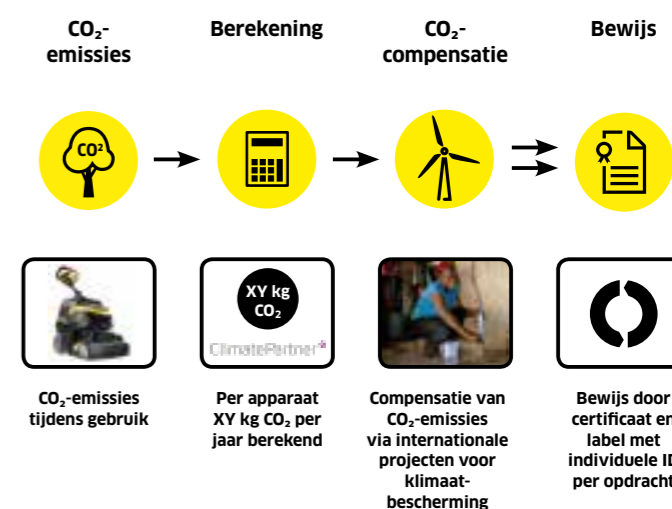 CO₂-
emissies
Berekening
CO₂-
compensatie
Bewijs
CO²
XY kg
CO₂
ClimatePartner
CO₂-emissies
tijdens gebruik
Per apparaat
XY kg CO₂ per
jaar berekend
Compensatie van
CO₂-emissies
via internationale
projecten voor
klimaat-
bescherming
Bewijs door
certificaat en
label met
individuele ID
per opdracht